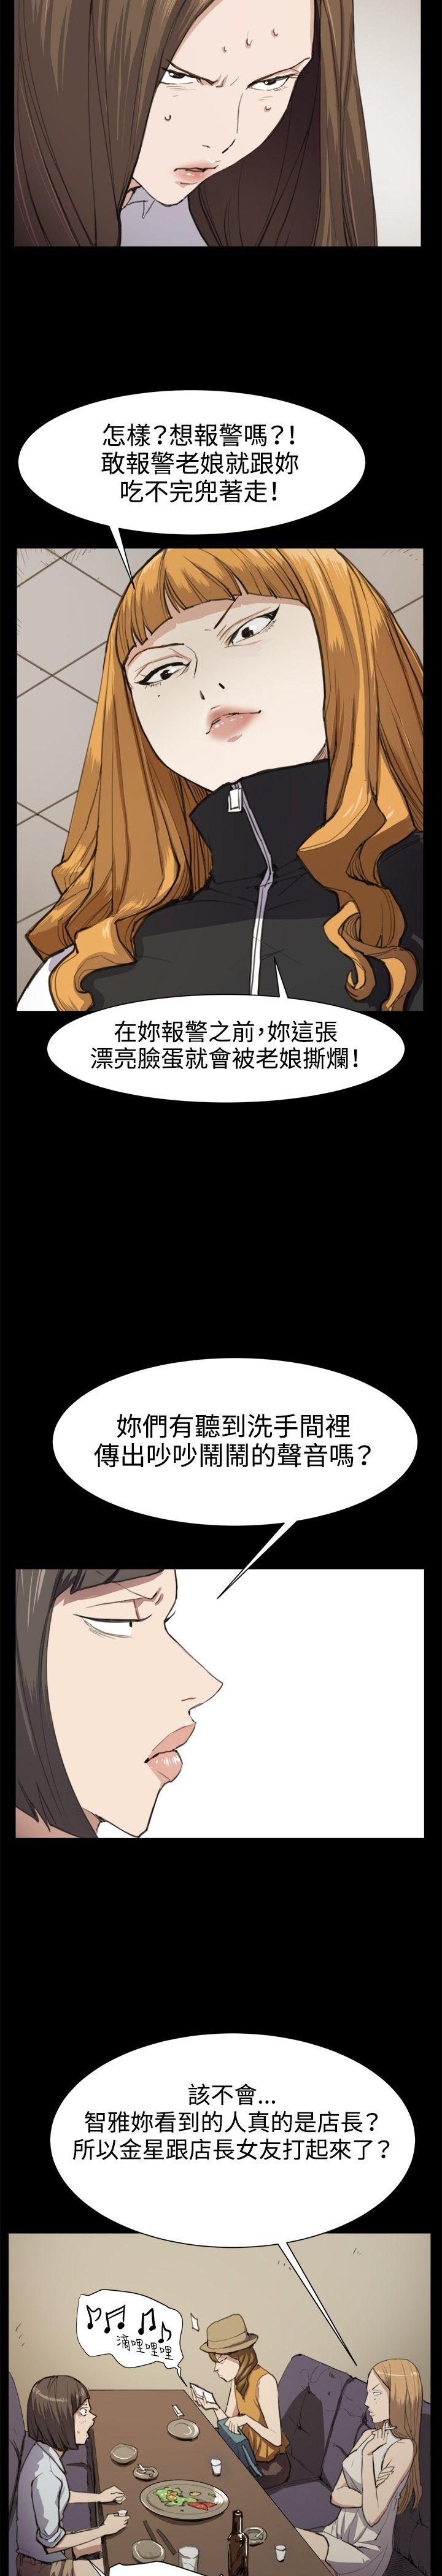 怎樣?想報警嗎?!
敢報警老娘就跟妳
吃不完兜著走!
在妳報警之前,妳這張
漂亮臉蛋就會被老娘撕爛!
妳們有聽到洗手間裡
傳出吵吵鬧鬧的聲音嗎?
該不會...
智雅妳看到的人真的是店長?
所以金星跟店長女友打起來了?
滴哩哩哩